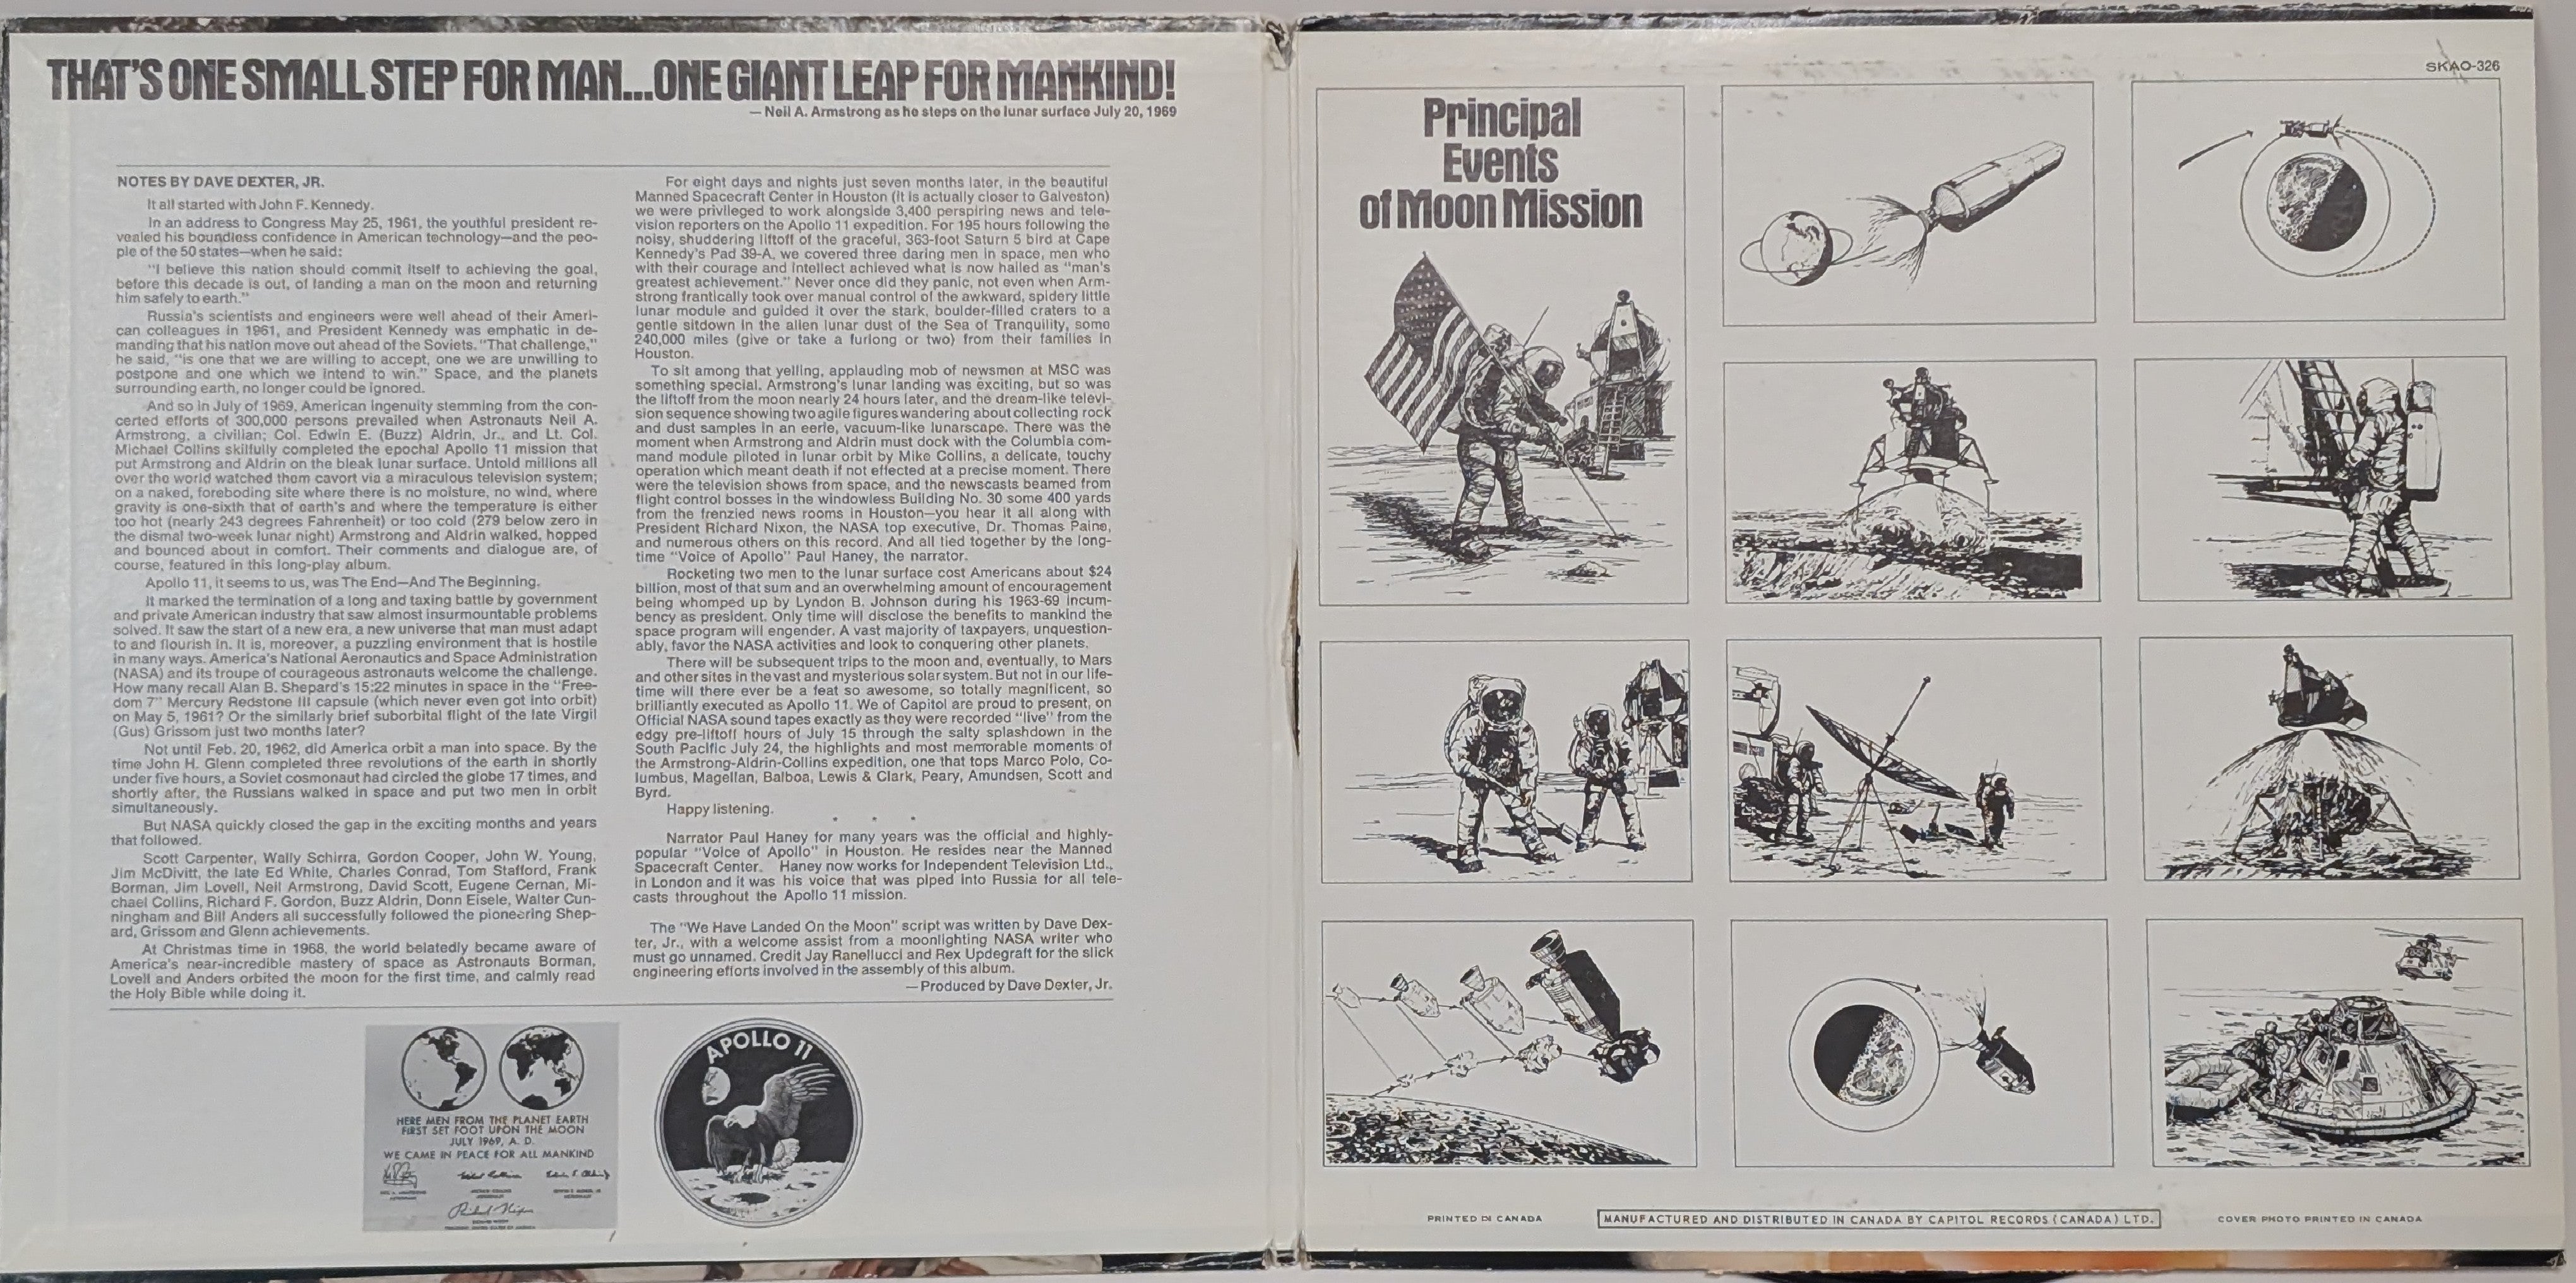 THAT'S ONE SMALL STEP FOR MAN...ONE GIANT LEAP FOR MANKIND!
— Neil A. Armstrong as he steps on the lunar surface July 20, 1969
NOTES BY DAVE DEXTER, JR.
It all started with John F. Kennedy.
In an address to Congress May 25, 1961, the youthful president re-
vealed his boundless confidence in American technology—and the peo-
ple of the 50 states—when he said:
"I believe this nation should commit itself to achieving the goal,
before this decade is out, of landing a man on the moon and returning
him safely to earth."
Russia's scientists and engineers were well ahead of their Ameri-
can colleagues in 1961, and President Kennedy was emphatic in de-
manding that his nation move out ahead of the Soviets. "That challenge,"
he said, "is one that we are willing to accept, one we are unwilling to
postpone and one which we intend to win." Space, and the planets
surrounding earth, no longer could be ignored.
And so in July of 1969, American ingenuity stemming from the con-
certed efforts of 300,000 persons prevailed when Astronauts Neil A.
Armstrong, a civilian; Col. Edwin E. (Buzz) Aldrin, Jr., and Lt. Col.
Michael Collins skilfully completed the epochal Apollo 11 mission that
put Armstrong and Aldrin on the bleak lunar surface. Untold millions all
over the world watched them cavort via a miraculous television system;
on a naked, foreboding site where there is no moisture, no wind, where
gravity is one-sixth that of earth's and where the temperature is either
too hot (nearly 243 degrees Fahrenheit) or too cold (279 below zero in
the dismal two-week lunar night) Armstrong and Aldrin walked, hopped
and bounced about in comfort. Their comments and dialogue are, of
course, featured in this long-play album.
Apollo 11, it seems to us, was The End—And The Beginning.
It marked the termination of a long and taxing battle by government
and private American industry that saw almost insurmountable problems
solved. It saw the start of a new era, a new universe that man must adapt
to and flourish in. It is, moreover, a puzzling environment that is hostile
in many ways. America's National Aeronautics and Space Administration
(NASA) and its troupe of courageous astronauts welcome the challenge.
How many recall Alan B. Shepard's 15:22 minutes in space in the "Free-
dom 7" Mercury Redstone III capsule (which never even got into orbit)
on May 5, 1961? Or the similarly brief suborbital flight of the late Virgil
(Gus) Grissom just two months later?
Not until Feb. 20, 1962, did America orbit a man into space. By the
time John H. Glenn completed three revolutions of the earth in shortly
under five hours, a Soviet cosmonaut had circled the globe 17 times, and
shortly after, the Russians walked in space and put two men in orbit
simultaneously.
But NASA quickly closed the gap in the exciting months and years
that followed.
Scott Carpenter, Wally Schirra, Gordon Cooper, John W. Young,
Jim McDivitt, the late Ed White, Charles Conrad, Tom Stafford, Frank
Borman, Jim Lovell, Neil Armstrong, David Scott, Eugene Cernan, Mi-
chael Collins, Richard F. Gordon, Buzz Aldrin, Donn Eisele, Walter Cun-
ningham and Bill Anders all successfully followed the pioneering Shep-
ard, Grissom and Glenn achievements.
At Christmas time in 1968, the world belatedly became aware of
America's near-incredible mastery of space as Astronauts Borman,
Lovell and Anders orbited the moon for the first time, and calmly read
the Holy Bible while doing it.
For eight days and nights just seven months later, in the beautiful
Manned Spacecraft Center in Houston (it is actually closer to Galveston)
we were privileged to work alongside 3,400 perspiring news and tele-
vision reporters on the Apollo 11 expedition. For 195 hours following the
noisy, shuddering liftoff of the graceful, 363-foot Saturn 5 bird at Cape
Kennedy's Pad 39-A, we covered three daring men in space, men who
with their courage and intellect achieved what is now hailed as "man's
greatest achievement." Never once did they panic, not even when Arm-
strong frantically took over manual control of the awkward, spidery little
lunar module and guided it over the stark, boulder-filled craters to a
gentle sitdown in the alien lunar dust of the Sea of Tranquility, some
240,000 miles (give or take a furlong or two) from their families in
Houston.
To sit among that yelling, applauding mob of newsmen at MSC was
something special. Armstrong's lunar landing was exciting, but so was
the liftoff from the moon nearly 24 hours later, and the dream-like televi-
sion sequence showing two agile figures wandering about collecting rock
and dust samples in an eerie, vacuum-like lunarscape. There was the
moment when Armstrong and Aldrin must dock with the Columbia com-
mand module piloted in lunar orbit by Mike Collins, a delicate, touchy
operation which meant death if not effected at a precise moment. There
were the television shows from space, and the newscasts beamed from
flight control bosses in the windowless Building No. 30 some 400 yards
from the frenzied news rooms in Houston—you hear it all along with
President Richard Nixon, the NASA top executive, Dr. Thomas Paine,
and numerous others on this record. And all tied together by the long-
time "Voice of Apollo" Paul Haney, the narrator.
Rocketing two men to the lunar surface cost Americans about $24
billion, most of that sum and an overwhelming amount of encouragement
being whomped up by Lyndon B. Johnson during his 1963-69 incum-
bency as president. Only time will disclose the benefits to mankind the
space program will engender. A vast majority of taxpayers, unquestion-
ably, favor the NASA activities and look to conquering other planets.
There will be subsequent trips to the moon and, eventually, to Mars
and other sites in the vast and mysterious solar system. But not in our life-
time will there ever be a feat so awesome, so totally magnificent, so
brilliantly executed as Apollo 11. We of Capitol are proud to present, on
Official NASA sound tapes exactly as they were recorded "live" from the
edgy pre-liftoff hours of July 15 through the salty splashdown in the
South Pacific July 24, the highlights and most memorable moments of
the Armstrong-Aldrin-Collins expedition, one that tops Marco Polo, Co-
lumbus, Magellan, Balboa, Lewis & Clark, Peary, Amundsen, Scott and
Byrd.
Happy listening.
* * *
Narrator Paul Haney for many years was the official and highly-
popular "Voice of Apollo" in Houston. He resides near the Manned
Spacecraft Center. Haney now works for Independent Television Ltd.,
in London and it was his voice that was piped into Russia for all tele-
casts throughout the Apollo 11 mission.
The "We Have Landed On the Moon" script was written by Dave Dex-
ter, Jr., with a welcome assist from a moonlighting NASA writer who
must go unnamed. Credit Jay Ranellucci and Rex Updegraft for the slick
engineering efforts involved in the assembly of this album.
—Produced by Dave Dexter, Jr.
HERE MEN FROM THE PLANET EARTH
FIRST SET FOOT UPON THE MOON
JULY 1969, A. D.
WE CAME IN PEACE FOR ALL MANKIND
APOLLO 11
SKAO-326
Principal
Events
of Moon Mission
PRINTED IN CANADA
MANUFACTURED AND DISTRIBUTED IN CANADA BY CAPITOL RECORDS (CANADA) LTD.
COVER PHOTO PRINTED IN CANADA